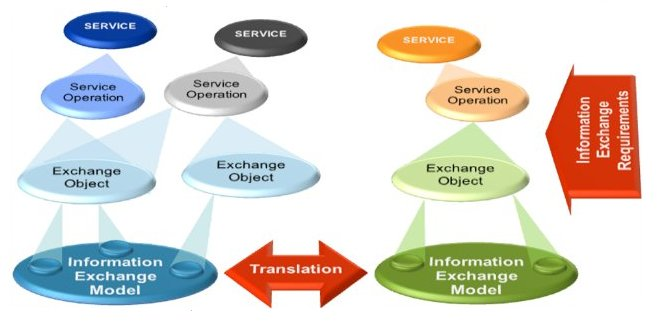 SERVICE
SERVICE
SERVICE
Service
Operation
Service
Operation
Service
Operation
Information
Exchange
Requirements
Exchange
Object
Exchange
Object
Exchange
Object
Information
Exchange
Model
Translation
Information
Exchange
Model